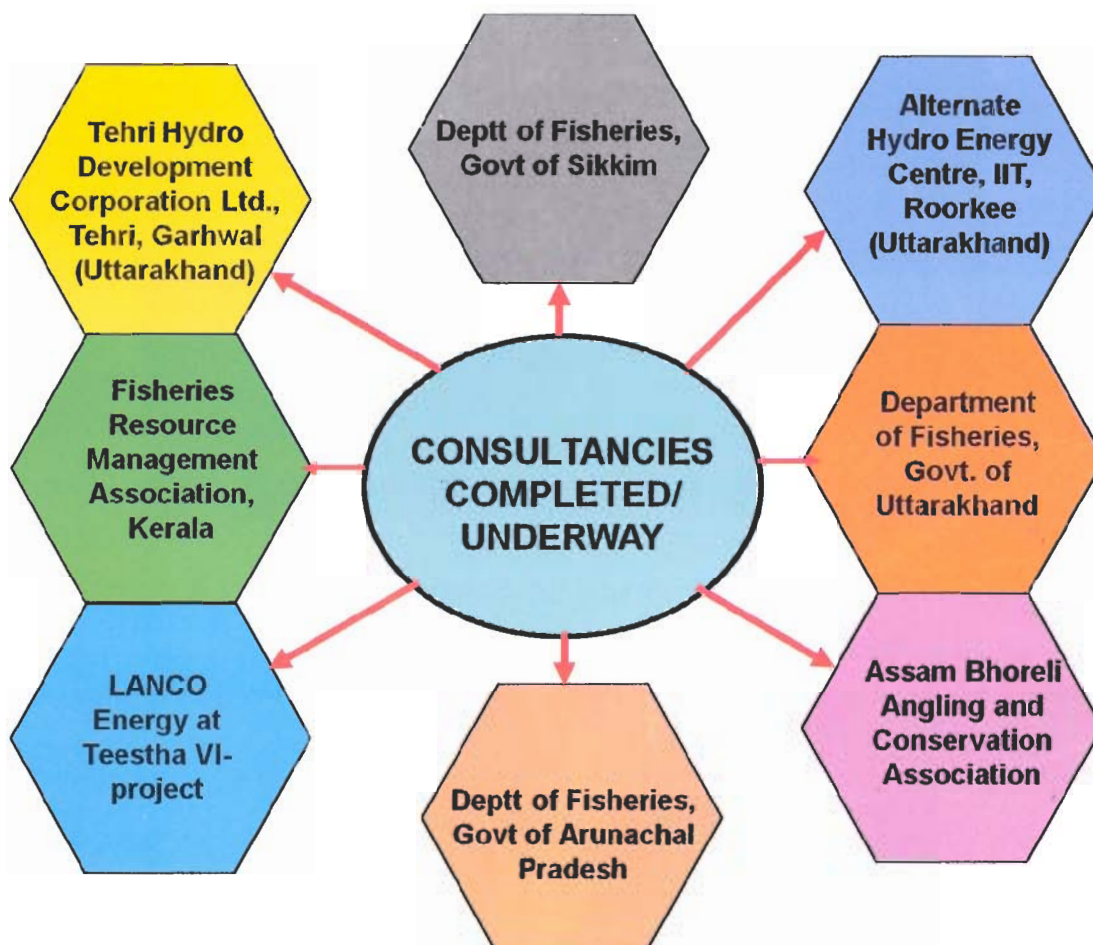 Tehri Hydro
Development
Corporation Ltd.,
Tehri, Garhwal
(Uttarakhand)
Deptt of Fisheries,
Govt of Sikkim
Alternate
Hydro Energy
Centre, IIT,
Roorkee
(Uttarakhand)
Fisheries
Resource
Management
Association,
Kerala
CONSULTANCIES
COMPLETED/
UNDERWAY
Department
of Fisheries,
Govt. of
Uttarakhand
LANCO
Energy at
Teestha VI-
project
Deptt of Fisheries,
Govt of Arunachal
Pradesh
Assam Bhoreli
Angling and
Conservation
Association